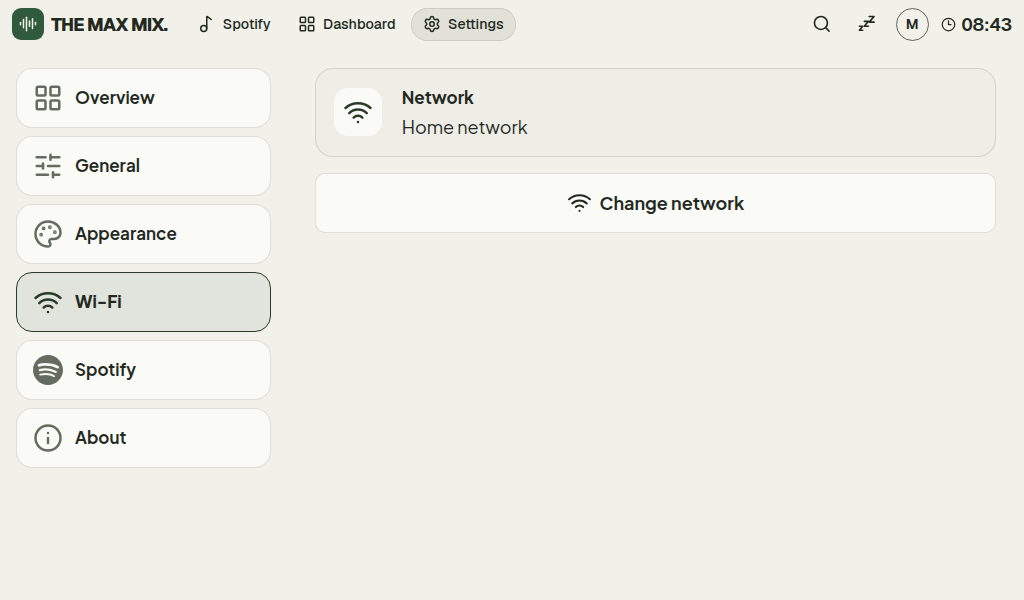 THE MAX MIX.
Spotify
Dashboard
Settings
M
08:43
Overview
General
Appearance
Wi-Fi
Spotify
About
Network
Home network
Change network